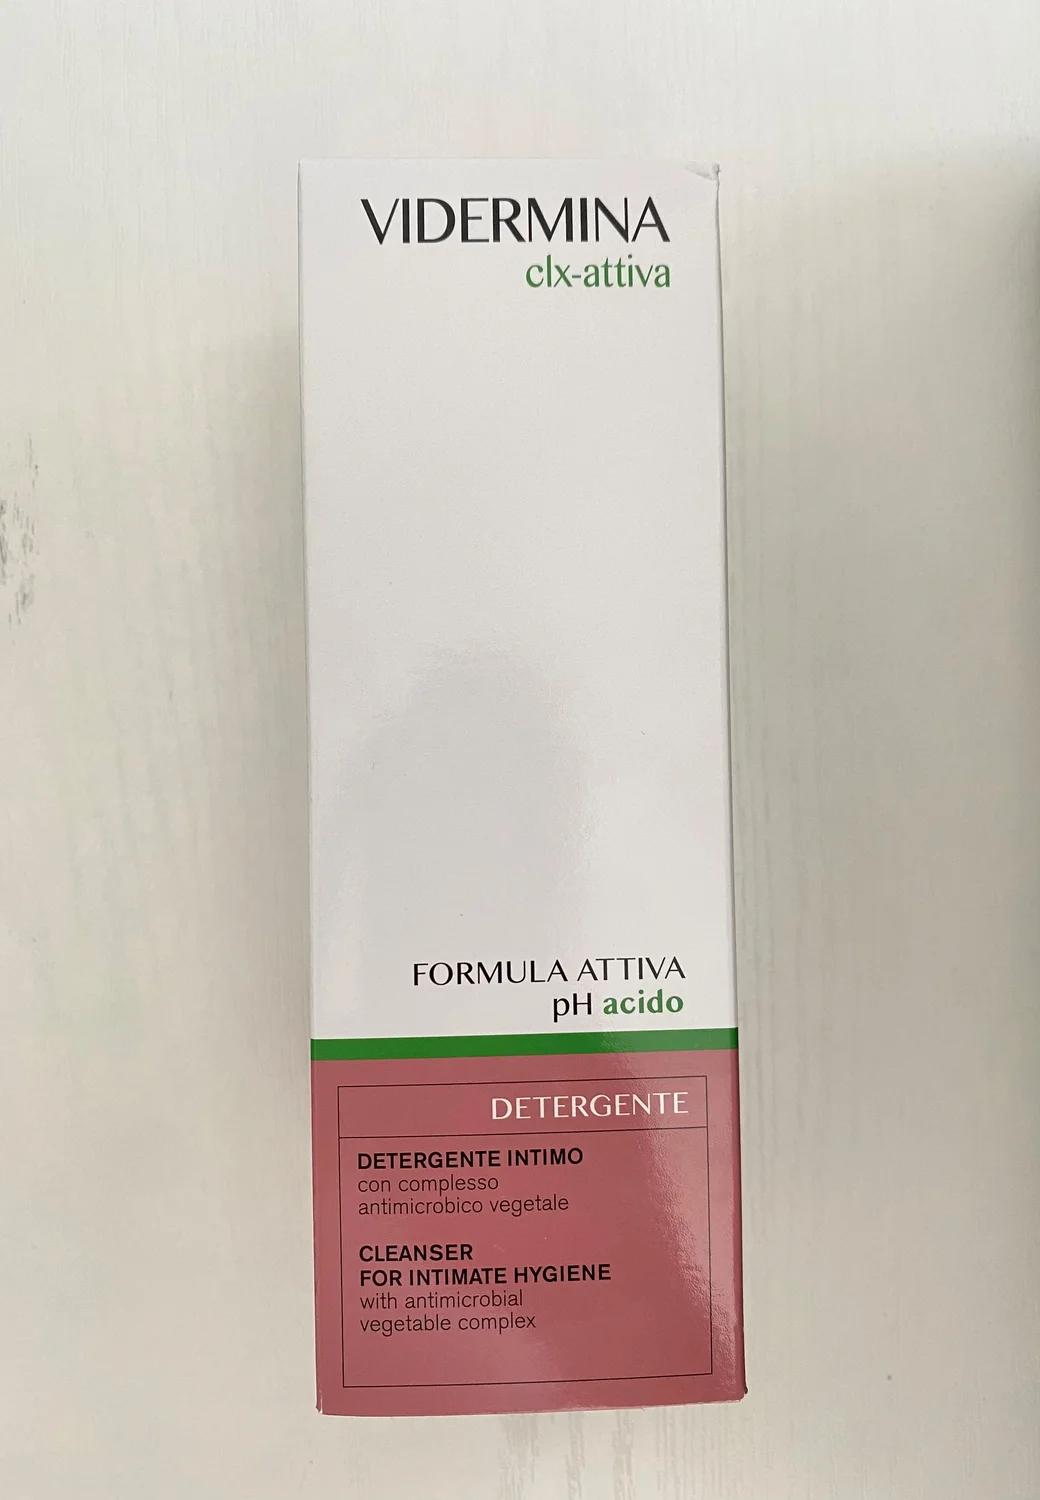 VIDERMINA
clx-attiva
FORMULA ATTIVA
pH acido
DETERGENTE
DETERGENTE INTIMO
con complesso
antimicrobico vegetale
CLEANSER
FOR INTIMATE HYGIENE
with antimicrobial
vegetable complex